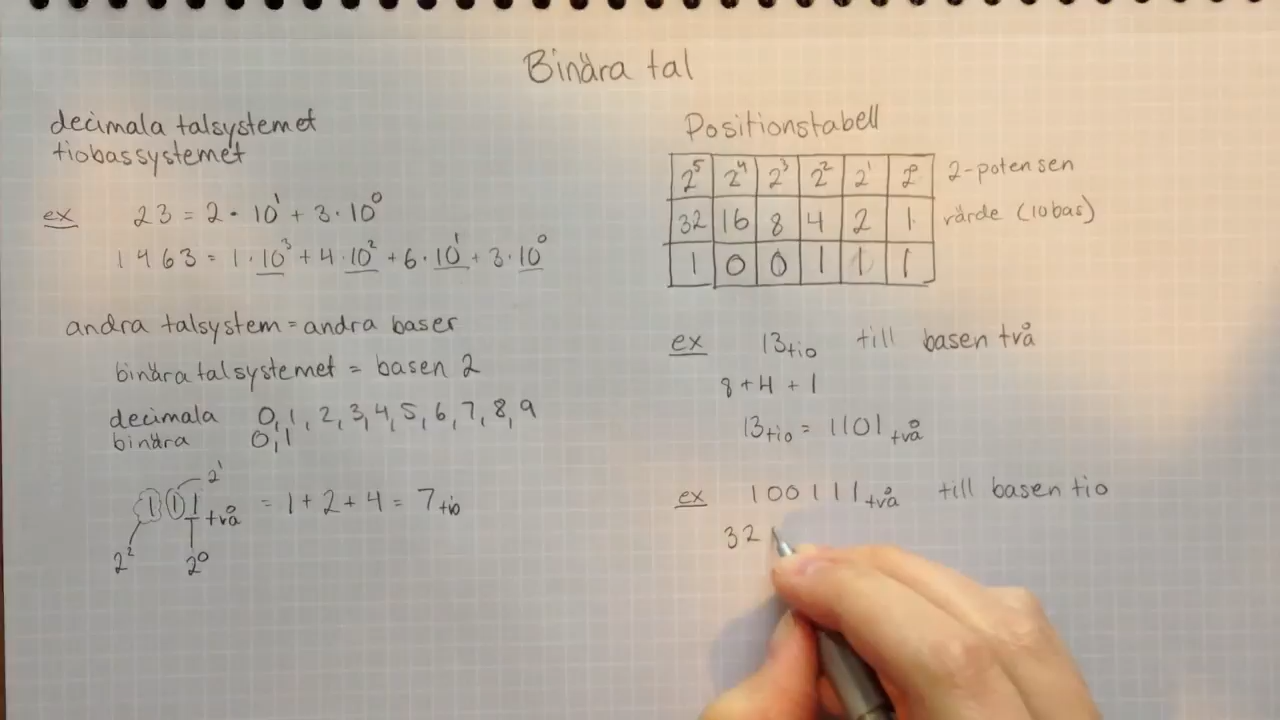 Binära tal
decimala talsystemet
tiobassystemet
ex 23 = 2 · 10¹ + 3 · 10⁰
1463 = 1 · 10³ + 4 · 10² + 6 · 10¹ + 3 · 10⁰
andra talsystem = andra baser
binära talsystemet = basen 2
decimala 0, 1, 2, 3, 4, 5, 6, 7, 8, 9
binära 0, 1
2¹
111två = 1 + 2 + 4 = 7tio
2² 2⁰
Positionstabell
2⁵ 2⁴ 2³ 2² 2¹ 2⁰ 2-potensen
32 16 8 4 2 1 värde (10bas)
1 0 0 1 1 1
ex 13tio till basen två
8 + 4 + 1
13tio = 1101två
ex 100111två till basen tio
32